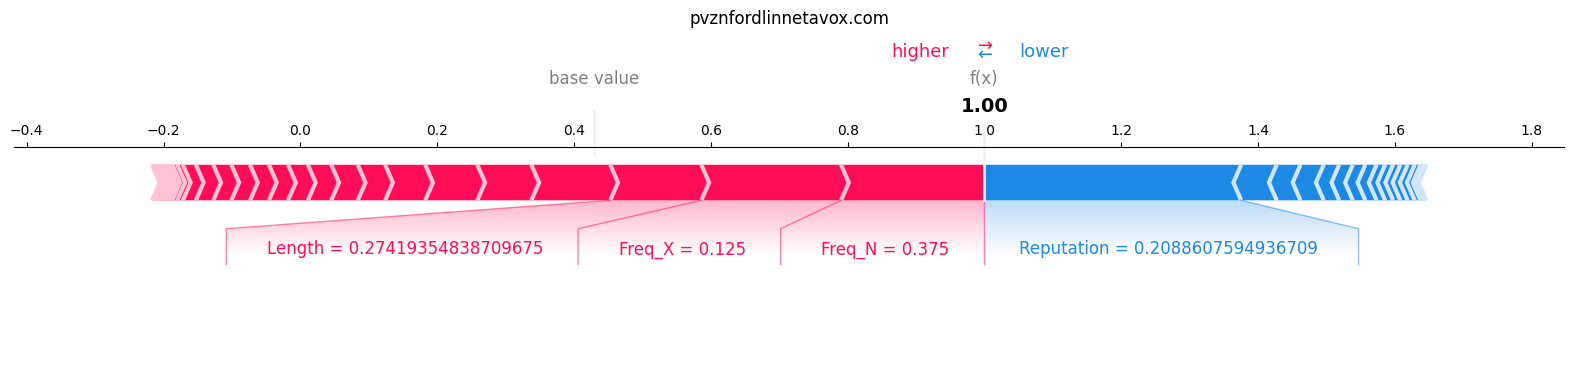 pvznfordlinnetavox.com
higher ⇄ lower
base value f(x)
1.00
−0.4 −0.2 0.0 0.2 0.4 0.6 0.8 1.0 1.2 1.4 1.6 1.8
Length = 0.27419354838709675 Freq_X = 0.125 Freq_N = 0.375 Reputation = 0.2088607594936709